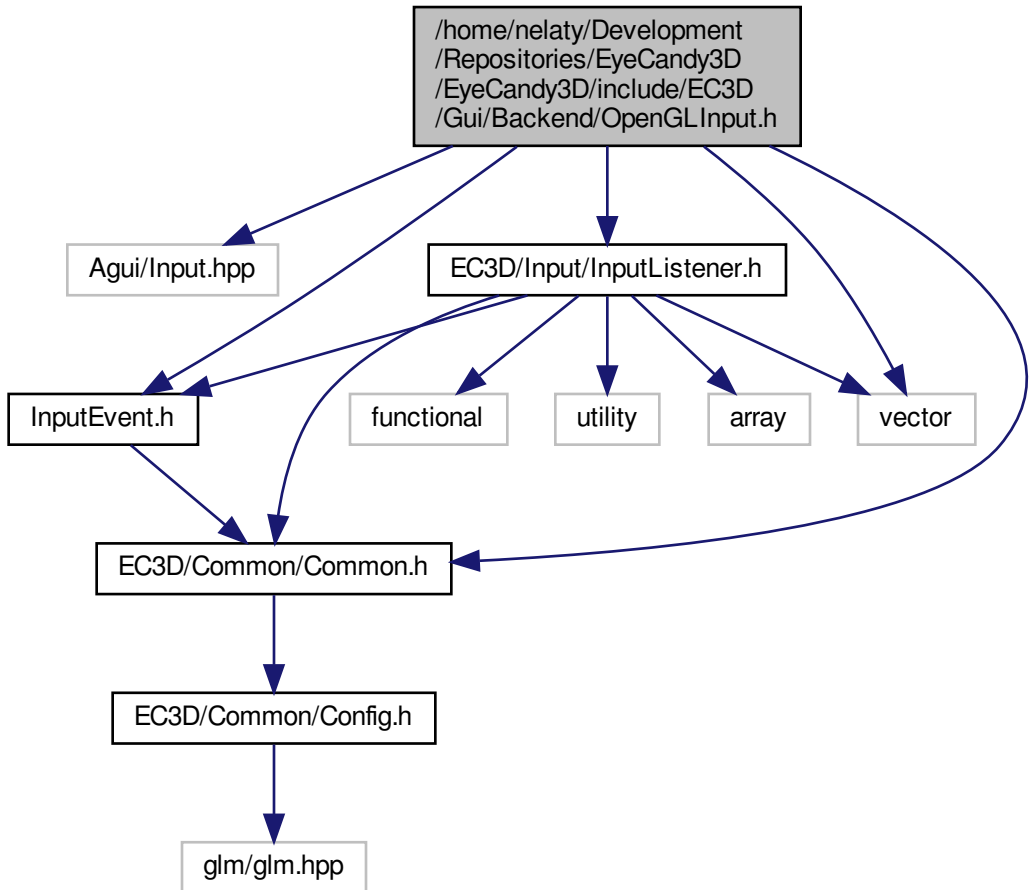 /home/nelaty/Development
/Repositories/EyeCandy3D
/EyeCandy3D/include/EC3D
/Gui/Backend/OpenGLInput.h
Agui/Input.hpp
EC3D/Input/InputListener.h
InputEvent.h
functional
utility
array
vector
EC3D/Common/Common.h
EC3D/Common/Config.h
glm/glm.hpp